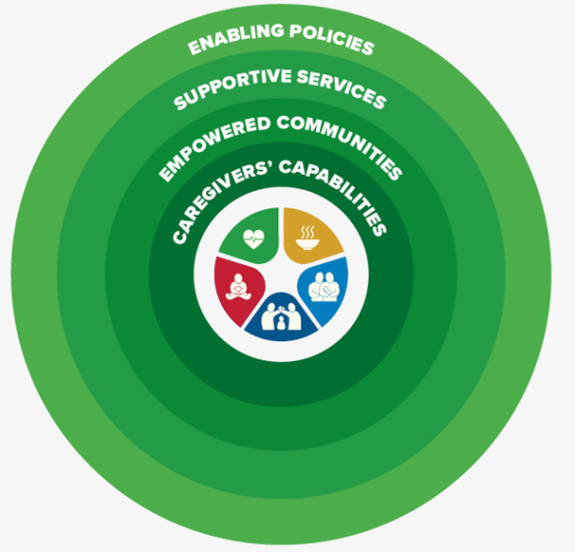 ENABLING POLICIES
SUPPORTIVE SERVICES
EMPOWERED COMMUNITIES
CAREGIVERS’ CAPABILITIES